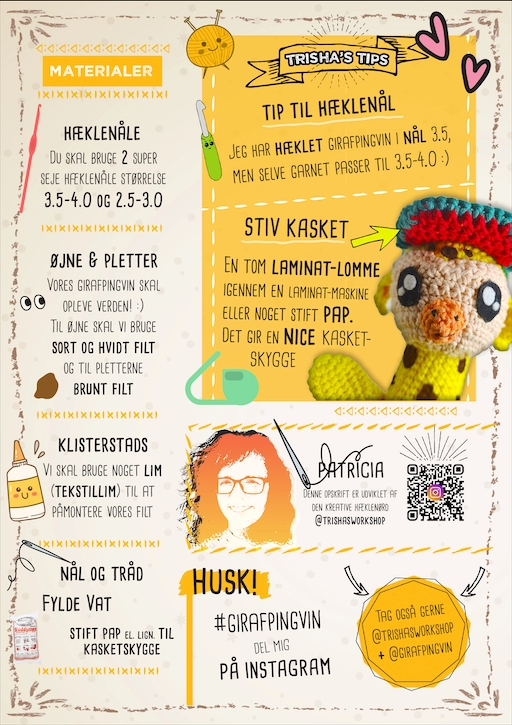 MATERIALER
HÆKLENÅLE
DU SKAL BRUGE 2 SUPER
SEJE HÆKLENÅLE STØRRELSE
3.5-4.0 OG 2.5-3.0
ØJNE & PLETTER
VORES GIRAFPINGVIN SKAL
OPLEVE VERDEN! :)
TIL ØJNE SKAL VI BRUGE
SORT OG HVIDT FILT
OG TIL PLETTERNE
BRUNT FILT
KLISTERSTADS
VI SKAL BRUGE NOGET LIM
(TEKSTILLIM) TIL AT
PÅMONTERE VORES FILT
NÅL OG TRÅD
FYLDE VAT
STIFT PAP EL. LIGN. TIL
KASKETSKYGGE
TRISHA'S TIPS
TIP TIL HÆKLENÅL
JEG HAR HÆKLET GIRAFPINGVIN I NÅL 3.5,
MEN SELVE GARNET PASSER TIL 3.5-4.0 :)
STIV KASKET
EN TOM LAMINAT-LOMME
IGENNEM EN LAMINAT-MASKINE
ELLER NOGET STIFT PAP.
DET GIR EN NICE KASKET-
SKYGGE
PATRICIA
DENNE OPSKRIFT ER UDVIKLET AF
DEN KREATIVE HÆKLENØRD
@TRISHASWORKSHOP
HUSK!
#GIRAFPINGVIN
DEL MIG
PÅ INSTAGRAM
TAG OGSÅ GERNE
@TRISHASWORKSHOP
+ @GIRAFPINGVIN